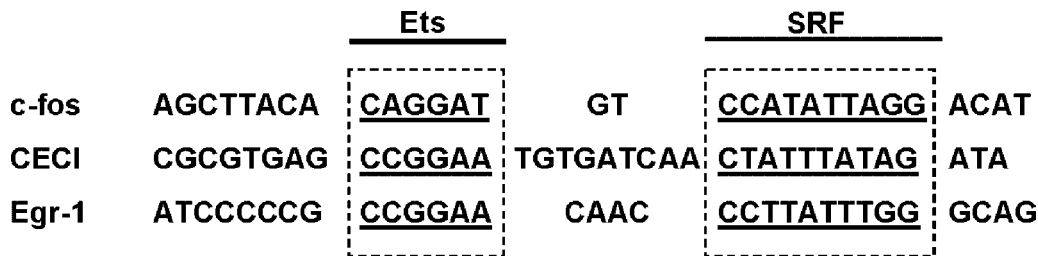 Ets SRF
c-fos AGCTTACA CAGGAT GT CCATATTAGG ACAT
CECI CGCGTGAG CCGGAA TGTGATCAA CTATTTATAG ATA
Egr-1 ATCCCCCG CCGGAA CAAC CCTTATTTGG GCAG